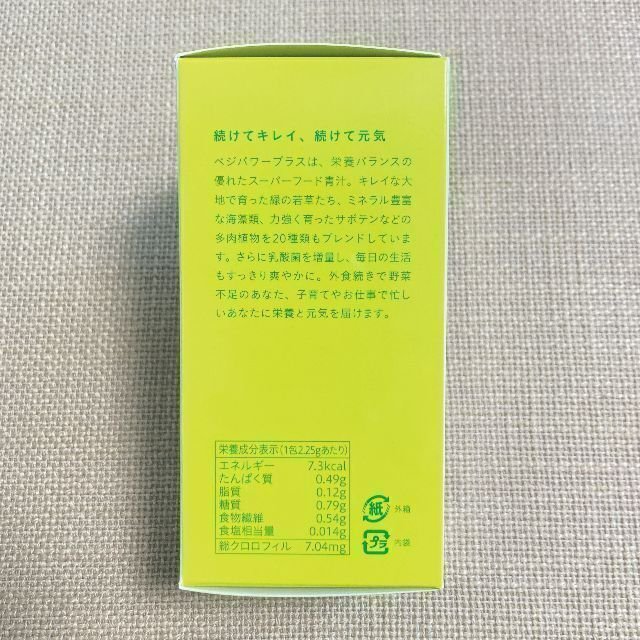 続けてキレイ、続けて元気
ベジパワープラスは、栄養バランスの
優れたスーパーフード青汁。キレイな大
地で育った緑の若草たち、ミネラル豊富
な海藻類、力強く育ったサボテンなどの
多肉植物を20種類もブレンドしていま
す。さらに乳酸菌を増量し、毎日の生活
もすっきり爽やかに。外食続きで野菜
不足のあなた、子育てやお仕事で忙し
いあなたに栄養と元気を届けます。
栄養成分表示(1包2.25gあたり)
エネルギー 7.3kcal
たんぱく質 0.49g
脂質 0.12g
糖質 0.79g
食物繊維 0.54g
食塩相当量 0.014g
総クロロフィル 7.04mg
紙 外箱
プラ 内袋